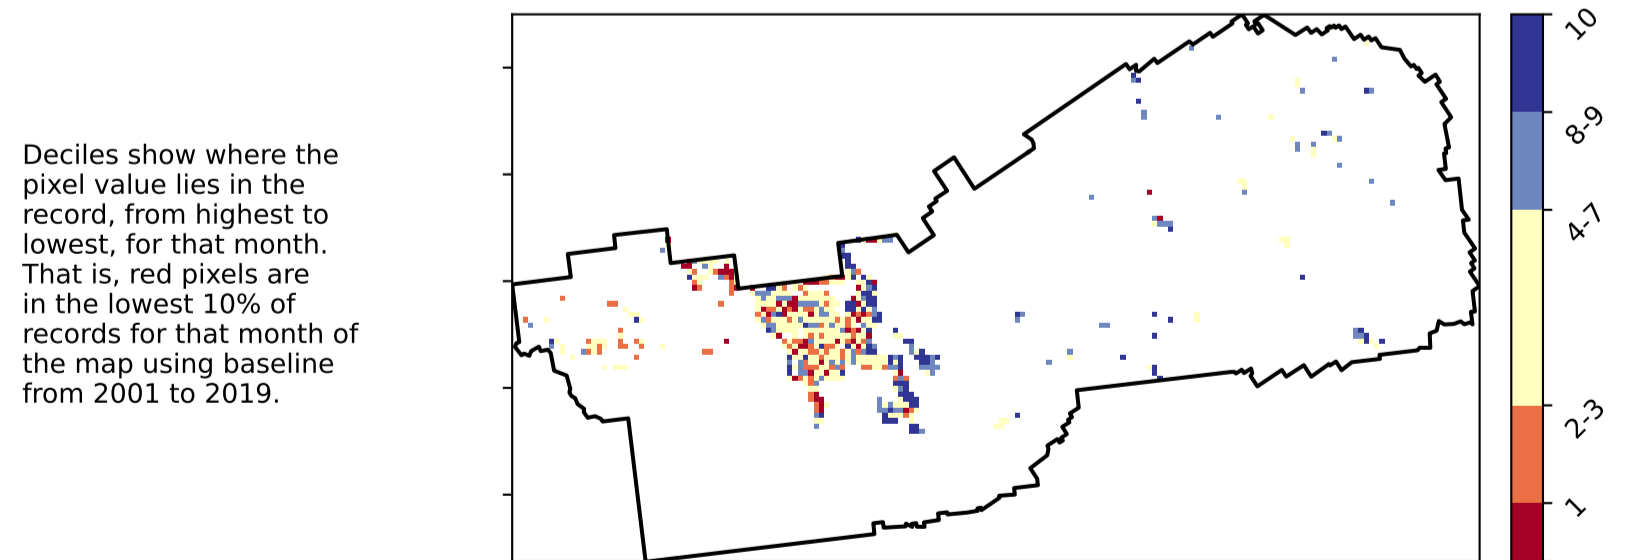 Deciles show where the
pixel value lies in the
record, from highest to
lowest, for that month.
That is, red pixels are
in the lowest 10% of
records for that month of
the map using baseline
from 2001 to 2019.
10
8-9
4-7
2-3
1